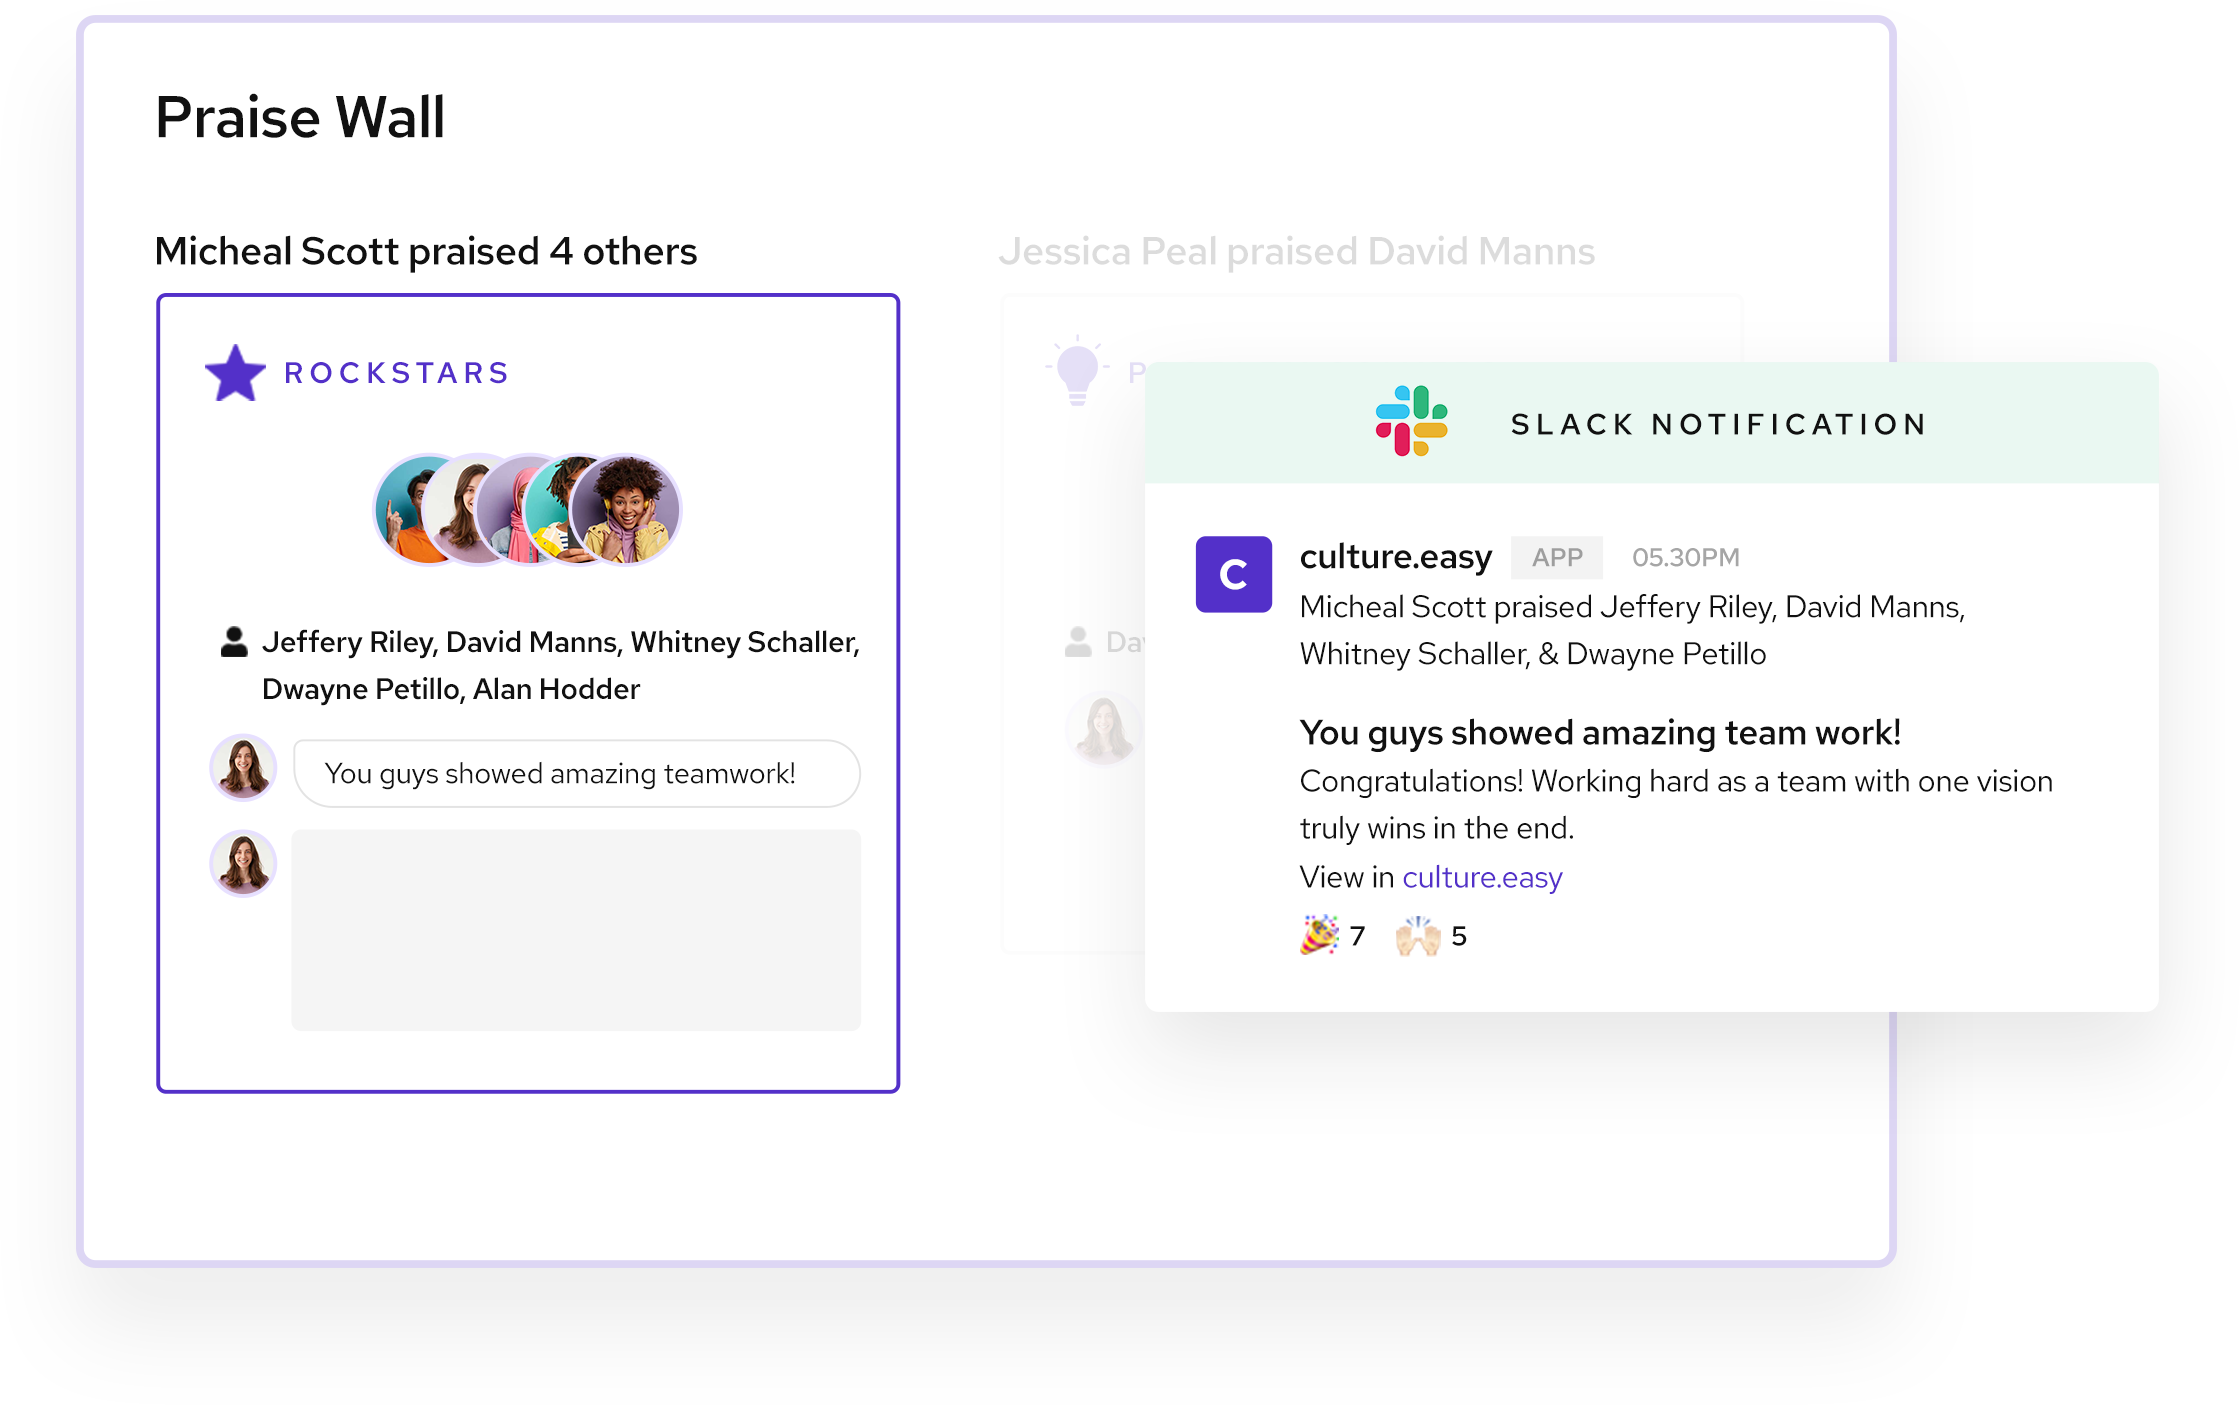 Praise Wall
Micheal Scott praised 4 others
ROCKSTARS
Jeffery Riley, David Manns, Whitney Schaller,
Dwayne Petillo, Alan Hodder
You guys showed amazing teamwork!
Jessica Peal praised David Manns
SLACK NOTIFICATION
C
culture.easy APP 05.30PM
Micheal Scott praised Jeffery Riley, David Manns,
Whitney Schaller, & Dwayne Petillo
You guys showed amazing team work!
Congratulations! Working hard as a team with one vision
truly wins in the end.
View in culture.easy
🎉 7 🙌🏻 5